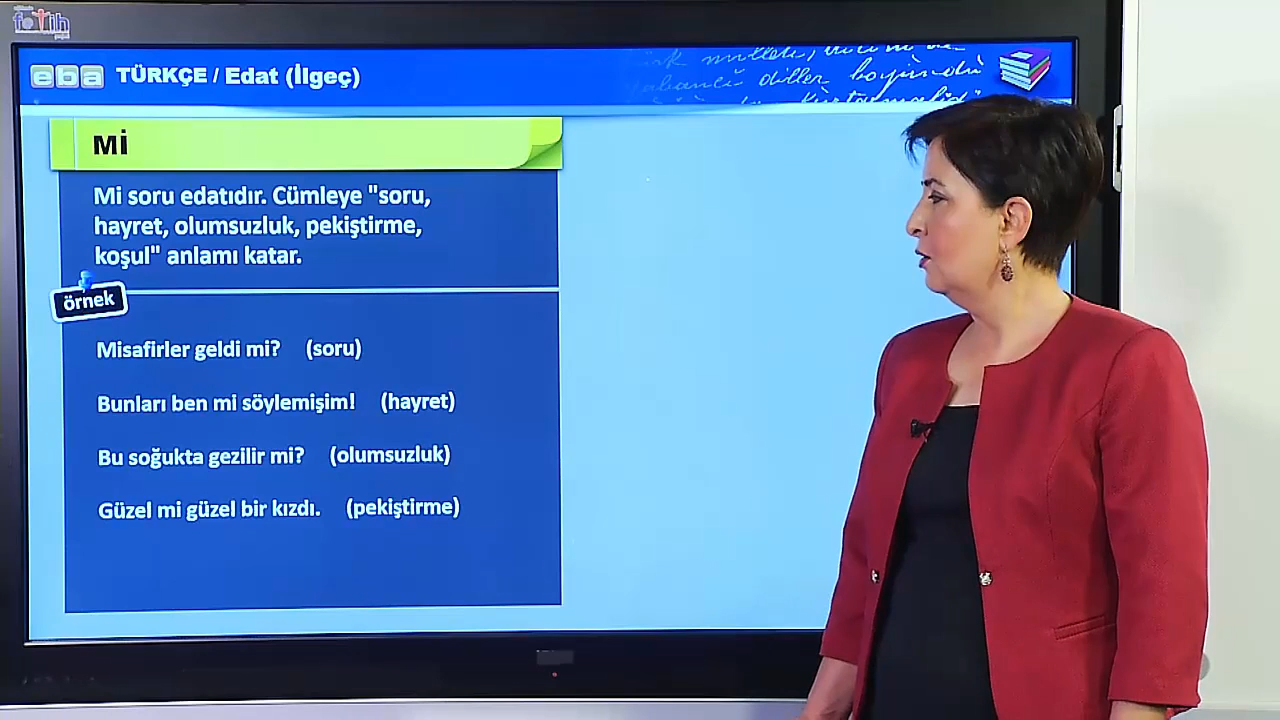 fatih
eba TÜRKÇE / Edat (İlgeç)
Mİ
Mi soru edatıdır. Cümleye "soru,
hayret, olumsuzluk, pekiştirme,
koşul" anlamı katar.
örnek
Misafirler geldi mi? (soru)
Bunları ben mi söylemişim! (hayret)
Bu soğukta gezilir mi? (olumsuzluk)
Güzel mi güzel bir kızdı. (pekiştirme)